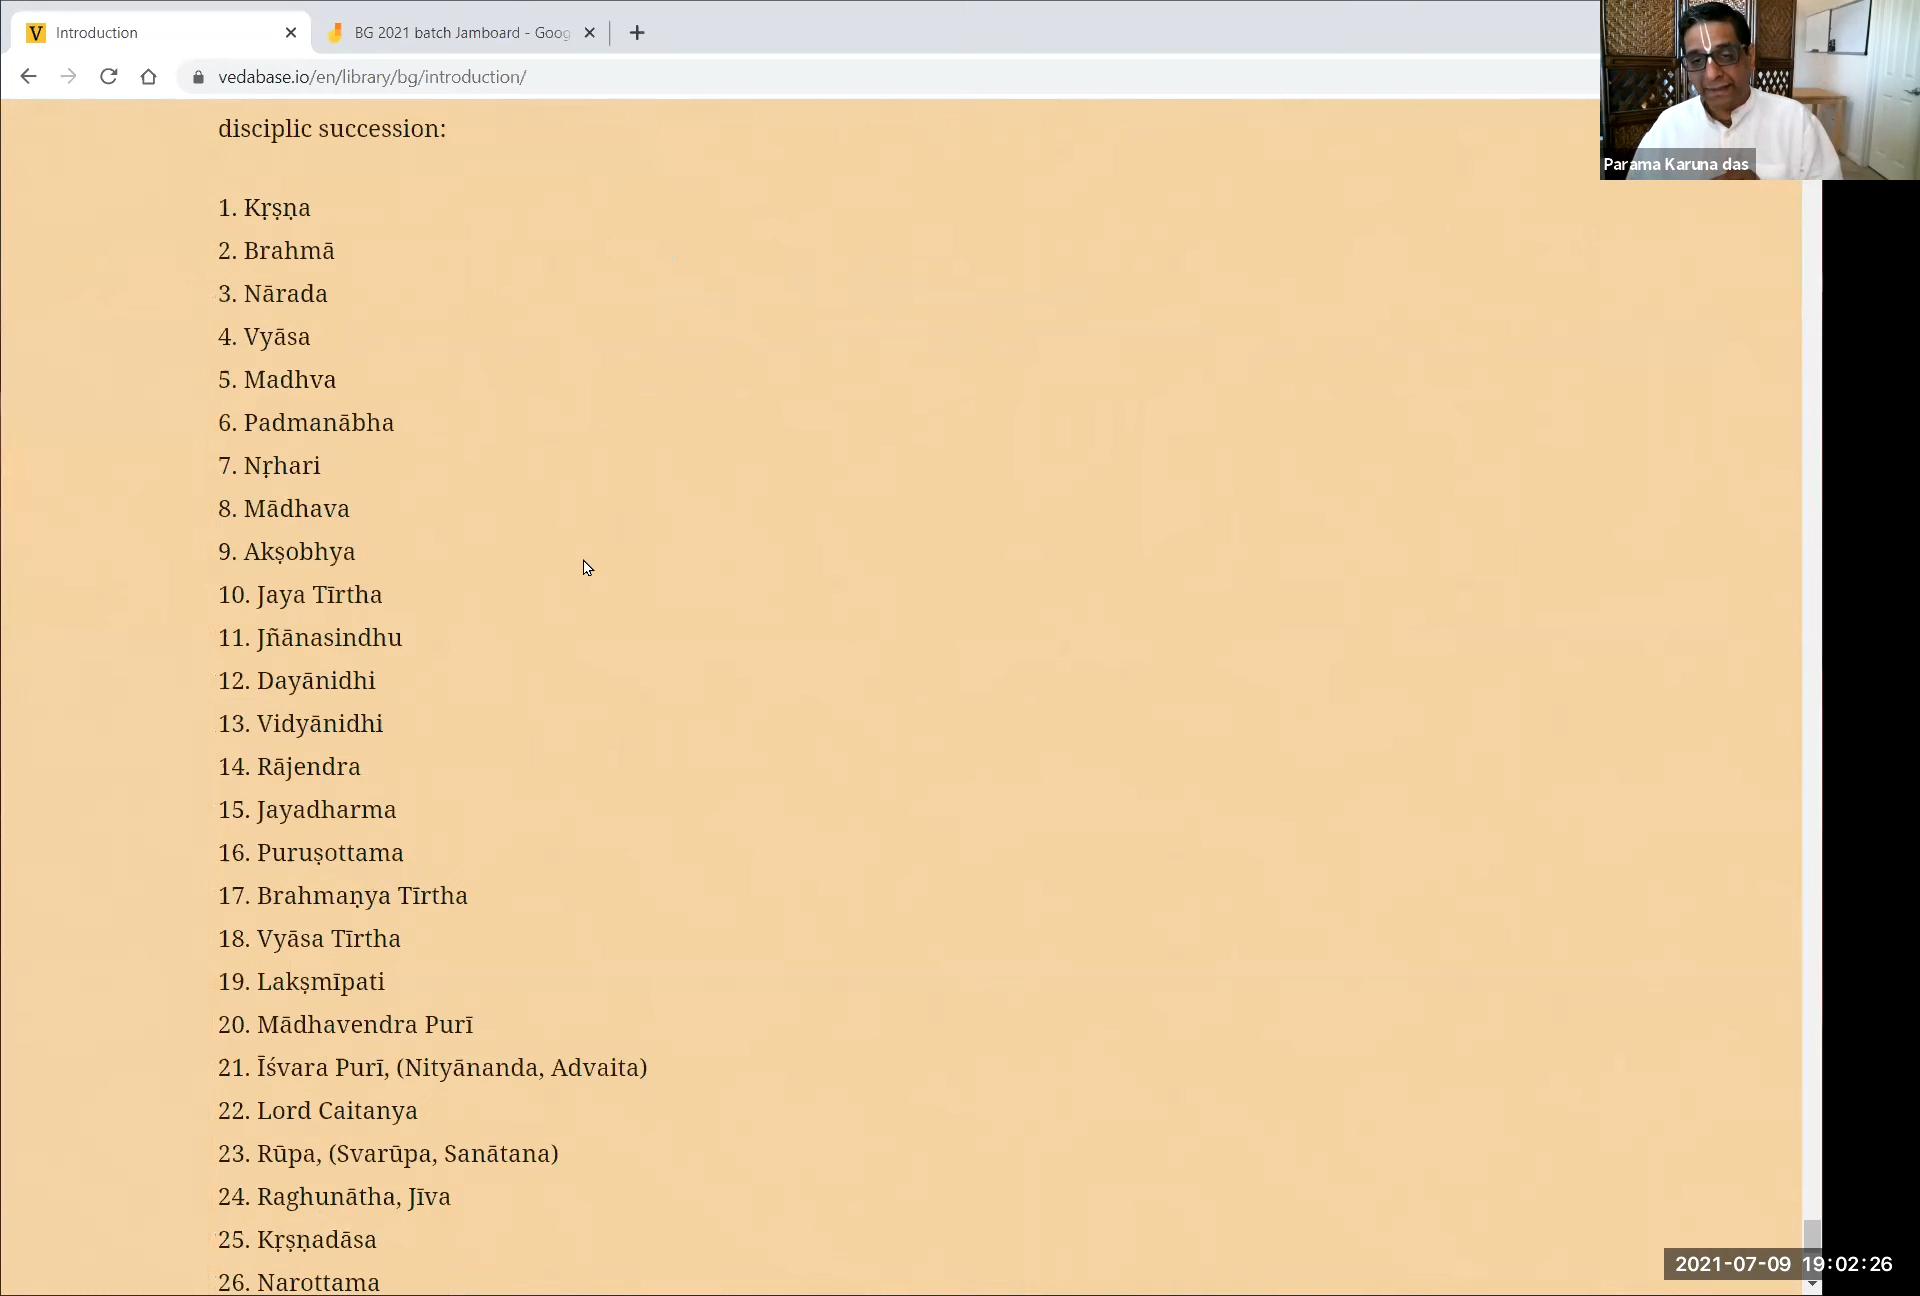 Introduction
BG 2021 batch Jamboard - Goog
vedabase.io/en/library/bg/introduction/
Parama Karuna das
disciplic succession:
1. Kṛṣṇa
2. Brahmā
3. Nārada
4. Vyāsa
5. Madhva
6. Padmanābha
7. Nṛhari
8. Mādhava
9. Akṣobhya
10. Jaya Tīrtha
11. Jñānasindhu
12. Dayānidhi
13. Vidyānidhi
14. Rājendra
15. Jayadharma
16. Puruṣottama
17. Brahmaṇya Tīrtha
18. Vyāsa Tīrtha
19. Lakṣmīpati
20. Mādhavendra Purī
21. Īśvara Purī, (Nityānanda, Advaita)
22. Lord Caitanya
23. Rūpa, (Svarūpa, Sanātana)
24. Raghunātha, Jīva
25. Kṛṣṇadāsa
26. Narottama
2021-07-09 19:02:26